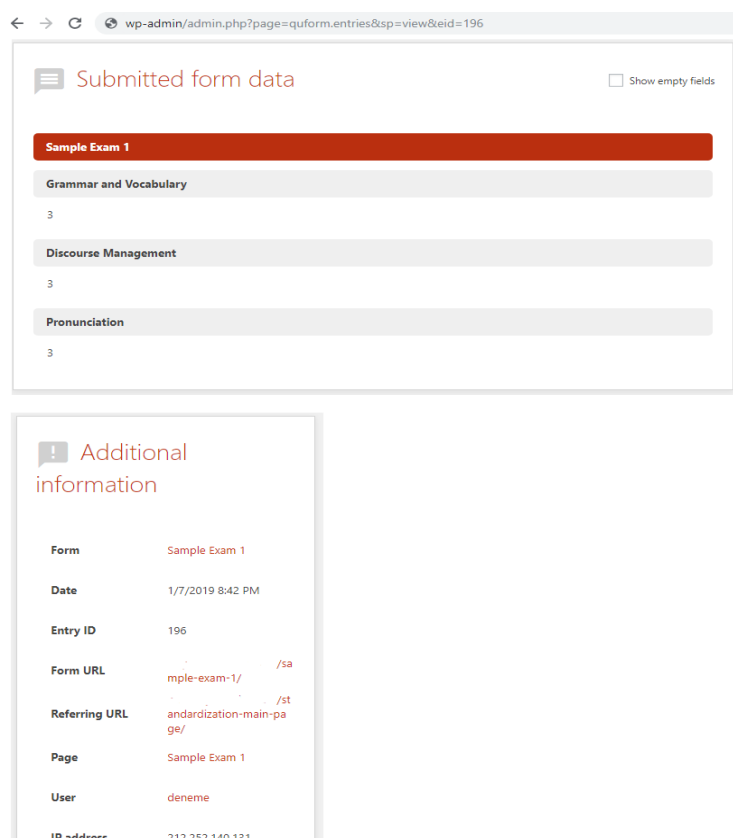 wp-admin/admin.php?page=quform.entries&sp=view&eid=196
Submitted form data
Show empty fields
Sample Exam 1
Grammar and Vocabulary
3
Discourse Management
3
Pronunciation
3
Additional
information
Form Sample Exam 1
Date 1/7/2019 8:42 PM
Entry ID 196
Form URL /sa
mple-exam-1/
Referring URL /st
andardization-main-pa
ge/
Page Sample Exam 1
User deneme
IP address